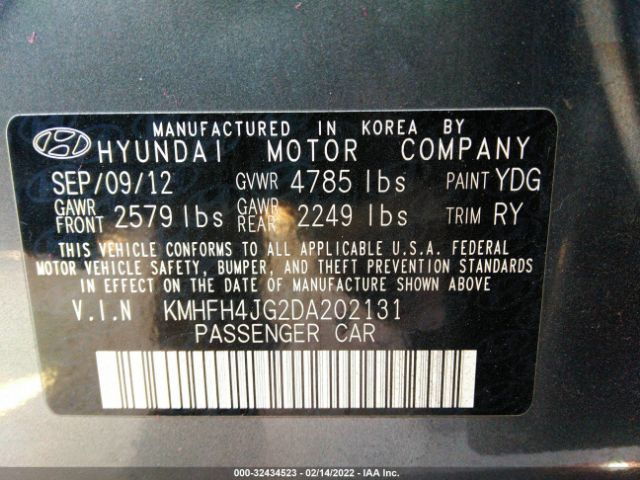 MANUFACTURED IN KOREA BY
HYUNDAI MOTOR COMPANY
SEP/09/12 GVWR 4785 lbs PAINT YDG
GAWR FRONT 2579 lbs GAWR REAR 2249 lbs TRIM RY
THIS VEHICLE CONFORMS TO ALL APPLICABLE U.S.A. FEDERAL
MOTOR VEHICLE SAFETY, BUMPER, AND THEFT PREVENTION STANDARDS
IN EFFECT ON THE DATE OF MANUFACTURE SHOWN ABOVE
V.I.N KMHFH4JG2DA202131
PASSENGER CAR
000-32434523 - 02/14/2022 - IAA Inc.